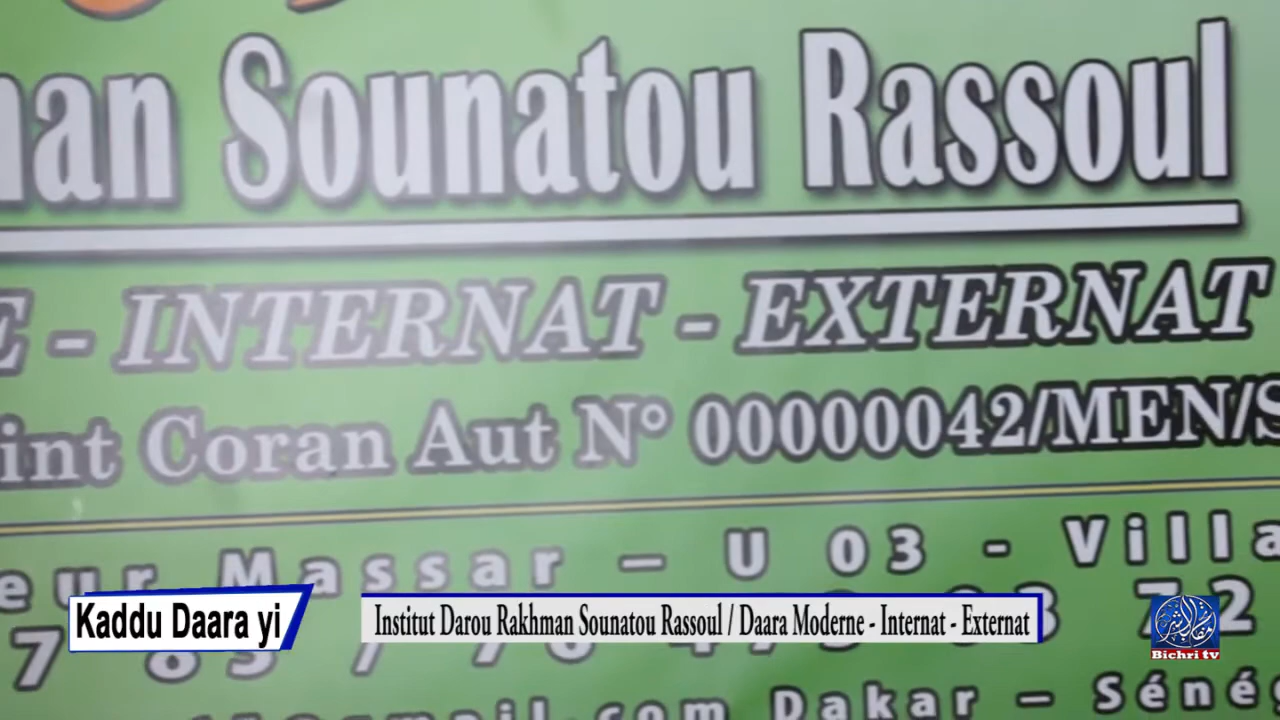 Sounatou Rassoul
- INTERNAT - EXTERNAT
Coran Aut N° 00000042/MEN/S
Massar – U 03 - Villa
Kaddu Daara yi
Institut Darou Rakhman Sounatou Rassoul / Daara Moderne - Internat - Externat
72
Bichri tv
Dakar – Sénég